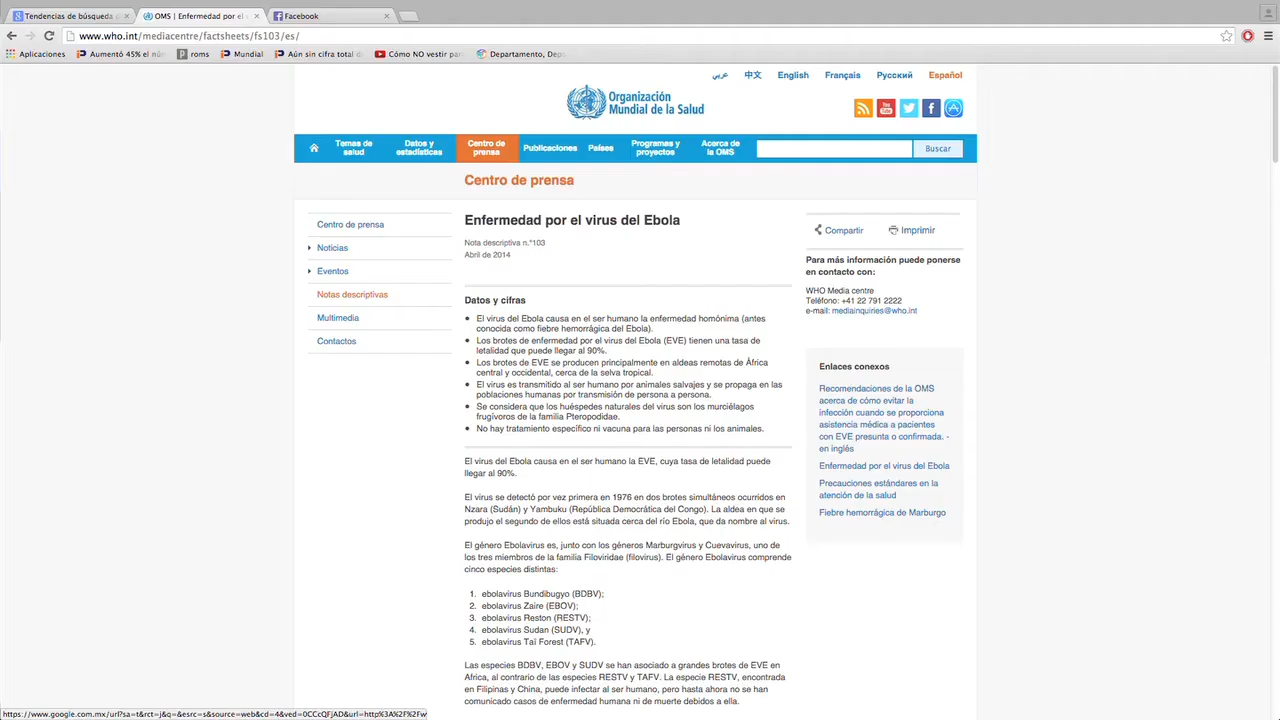 Tendencias de búsqueda d
OMS | Enfermedad por el v
Facebook
www.who.int/mediacentre/factsheets/fs103/es/
Aplicaciones
Aumentó 45% el núm
roms
Mundial
Aún sin cifra total d
Cómo NO vestir par
Departamento, Dep
عربي
中文
English
Français
Русский
Español
Organización
Mundial de la Salud
Temas de
salud
Datos y
estadísticas
Centro de
prensa
Publicaciones
Países
Programas y
proyectos
Acerca de
la OMS
Buscar
Centro de prensa
Centro de prensa
Noticias
Eventos
Notas descriptivas
Multimedia
Contactos
Enfermedad por el virus del Ebola
Nota descriptiva n.°103
Abril de 2014
Datos y cifras
El virus del Ebola causa en el ser humano la enfermedad homónima (antes
conocida como fiebre hemorrágica del Ebola).
Los brotes de enfermedad por el virus del Ebola (EVE) tienen una tasa de
letalidad que puede llegar al 90%.
Los brotes de EVE se producen principalmente en aldeas remotas de África
central y occidental, cerca de la selva tropical.
El virus es transmitido al ser humano por animales salvajes y se propaga en las
poblaciones humanas por transmisión de persona a persona.
Se considera que los huéspedes naturales del virus son los murciélagos
frugívoros de la familia Pteropodidae.
No hay tratamiento específico ni vacuna para las personas ni los animales.
El virus del Ebola causa en el ser humano la EVE, cuya tasa de letalidad puede
llegar al 90%.
El virus se detectó por vez primera en 1976 en dos brotes simultáneos ocurridos en
Nzara (Sudán) y Yambuku (República Democrática del Congo). La aldea en que se
produjo el segundo de ellos está situada cerca del río Ebola, que da nombre al virus.
El género Ebolavirus es, junto con los géneros Marburgvirus y Cuevavirus, uno de
los tres miembros de la familia Filoviridae (filovirus). El género Ebolavirus comprende
cinco especies distintas:
1. ebolavirus Bundibugyo (BDBV);
2. ebolavirus Zaire (EBOV);
3. ebolavirus Reston (RESTV);
4. ebolavirus Sudan (SUDV), y
5. ebolavirus Taï Forest (TAFV).
Las especies BDBV, EBOV y SUDV se han asociado a grandes brotes de EVE en
África, al contrario de las especies RESTV y TAFV. La especie RESTV, encontrada
en Filipinas y China, puede infectar al ser humano, pero hasta ahora no se han
comunicado casos de enfermedad humana ni de muerte debidos a ella.
Compartir
Imprimir
Para más información puede ponerse
en contacto con:
WHO Media centre
Teléfono: +41 22 791 2222
e-mail: mediainquiries@who.int
Enlaces conexos
Recomendaciones de la OMS
acerca de cómo evitar la
infección cuando se proporciona
asistencia médica a pacientes
con EVE presunta o confirmada. -
en inglés
Enfermedad por el virus del Ebola
Precauciones estándares en la
atención de la salud
Fiebre hemorrágica de Marburgo
https://www.google.com.mx/url?sa=t&rct=j&q=&esrc=s&source=web&cd=4&ved=0CCcQFjAD&url=http%3A%2F%2Fw